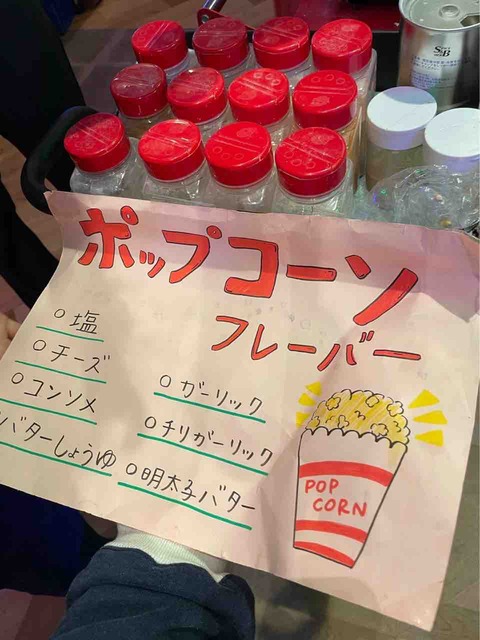 S&B
ポップコーン
フレーバー
○塩
○チーズ
○コンソメ
バターしょうゆ
○ガーリック
○チリガーリック
○明太子バター
POP
CORN